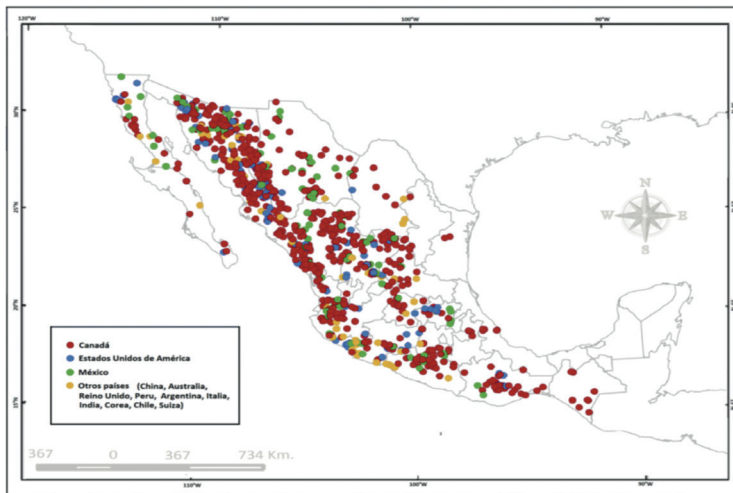 120°W 110°W 100°W 90°W
30°N
25°N
20°N
15°N
N
W E
S
Canadá
Estados Unidos de América
México
Otros países (China, Australia,
Reino Unido, Peru, Argentina, Italia,
India, Corea, Chile, Suiza)
367 0 367 734 Km.
110°W 100°W 90°W